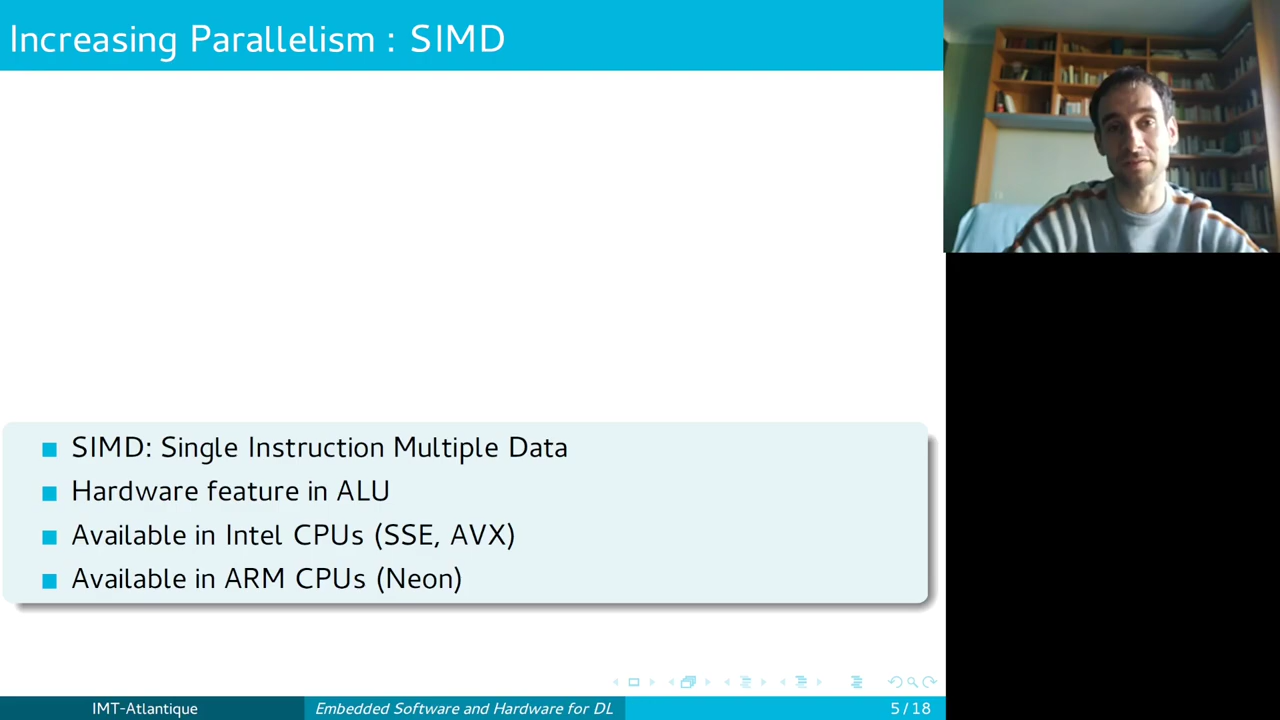 Increasing Parallelism : SIMD
SIMD: Single Instruction Multiple Data
Hardware feature in ALU
Available in Intel CPUs (SSE, AVX)
Available in ARM CPUs (Neon)
IMT-Atlantique
Embedded Software and Hardware for DL
5/18